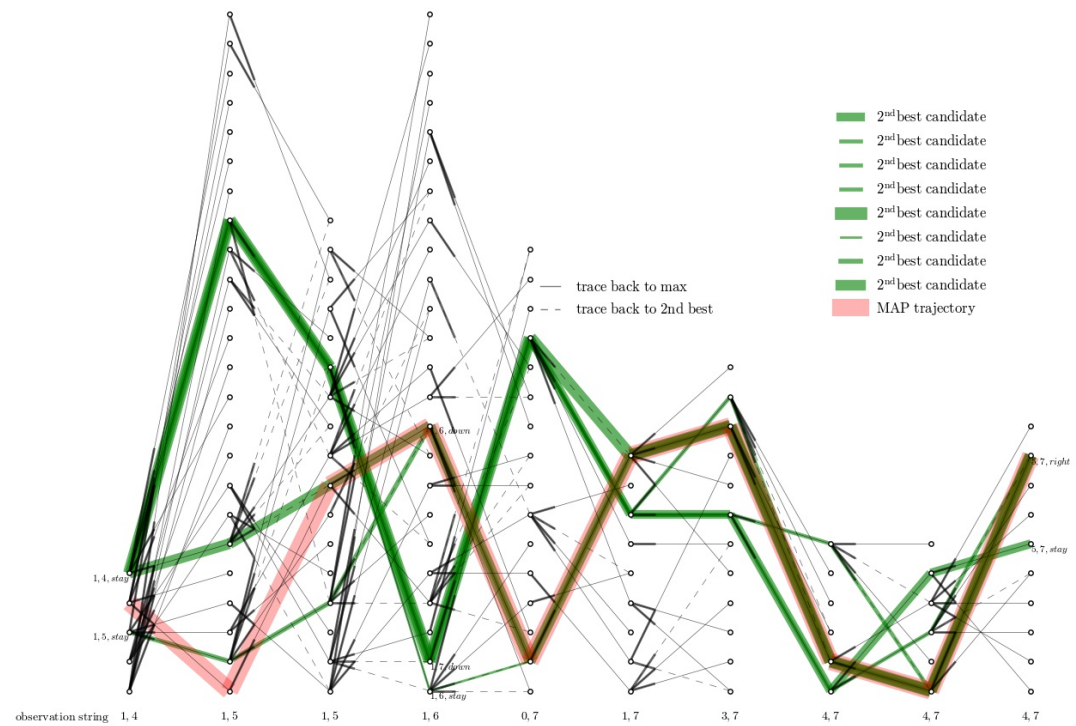 2nd best candidate
2nd best candidate
2nd best candidate
2nd best candidate
2nd best candidate
2nd best candidate
2nd best candidate
2nd best candidate
MAP trajectory
trace back to max
trace back to 2nd best
6, down
5, 7, right
5, 7, stay
1, 4, stay
1, 5, stay
1, 7, down
1, 6, stay
observation string 1, 4 1, 5 1, 5 1, 6 0, 7 1, 7 3, 7 4, 7 4, 7 4, 7